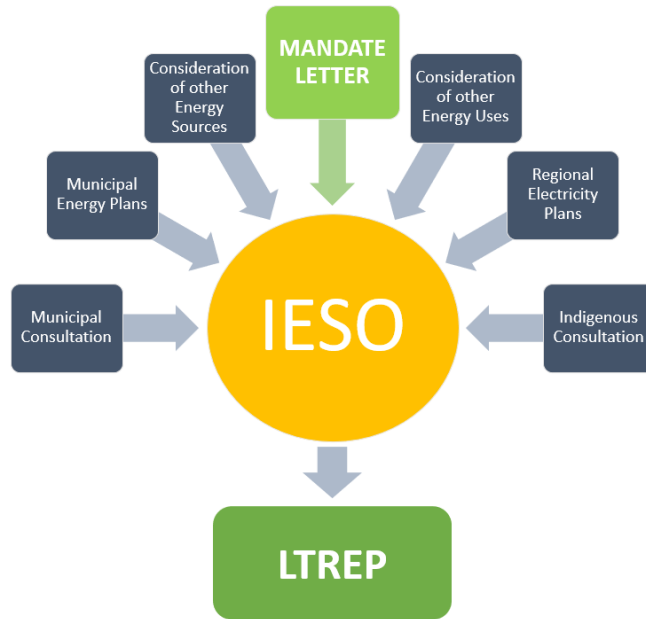 MANDATE
LETTER
Consideration
of other
Energy
Sources
Consideration
of other
Energy Uses
Municipal
Energy Plans
Regional
Electricity
Plans
Municipal
Consultation
IESO
Indigenous
Consultation
LTREP